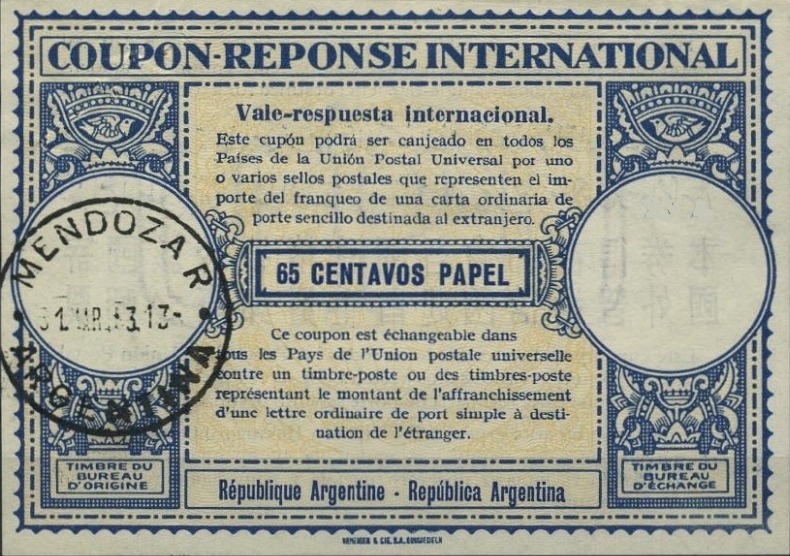 COUPON-REPONSE INTERNATIONAL
Vale-respuesta internacional.
Este cupón podrá ser canjeado en todos los
Países de la Unión Postal Universal por uno
o varios sellos postales que representen el im-
porte del franqueo de una carta ordinaria de
porte sencillo destinada al extranjero.
MENDOZA R
ARGENTINA
65 CENTAVOS PAPEL
Ce coupon est échangeable dans
tous les Pays de l'Union postale universelle
contre un timbre-poste ou des timbres-poste
représentant le montant de l'affranchissement
d'une lettre ordinaire de port simple à desti-
nation de l'étranger.
TIMBRE DU
BUREAU
D'ORIGINE
TIMBRE DU
BUREAU
D'ÉCHANGE
République Argentine - República Argentina
& CIE. S.A.